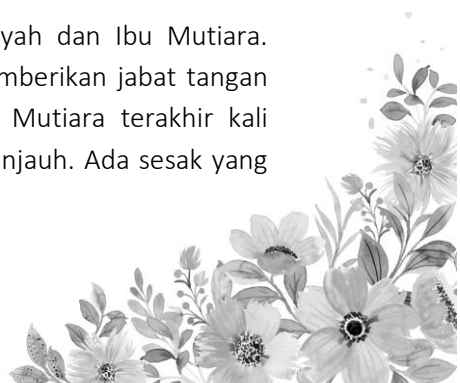 yah dan Ibu Mutiara.
mberikan jabat tangan
Mutiara terakhir kali
njauh. Ada sesak yang